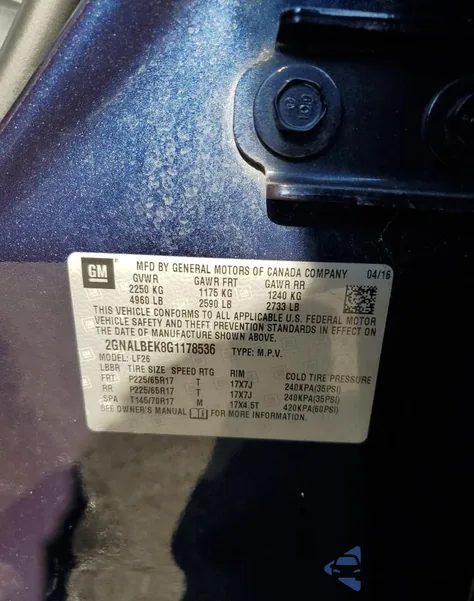 GM
MFD BY GENERAL MOTORS OF CANADA COMPANY 04/16
GVWR GAWR FRT GAWR RR
2250 KG 1175 KG 1240 KG
4960 LB 2590 LB 2733 LB
THIS VEHICLE CONFORMS TO ALL APPLICABLE U.S. FEDERAL MOTOR
VEHICLE SAFETY AND THEFT PREVENTION STANDARDS IN EFFECT ON
THE DATE OF MANUFACTURE SHOWN ABOVE.
2GNALBEK8G1178536 TYPE: M.P.V.
MODEL: LF26
LBBR TIRE SIZE SPEED RTG RIM COLD TIRE PRESSURE
FRT P225/65R17 T 17X7J 240KPA(35PSI)
RR P225/65R17 T 17X7J 240KPA(35PSI)
SPA T145/70R17 M 17X4.5T 420KPA(60PSI)
SEE OWNER'S MANUAL FOR MORE INFORMATION.